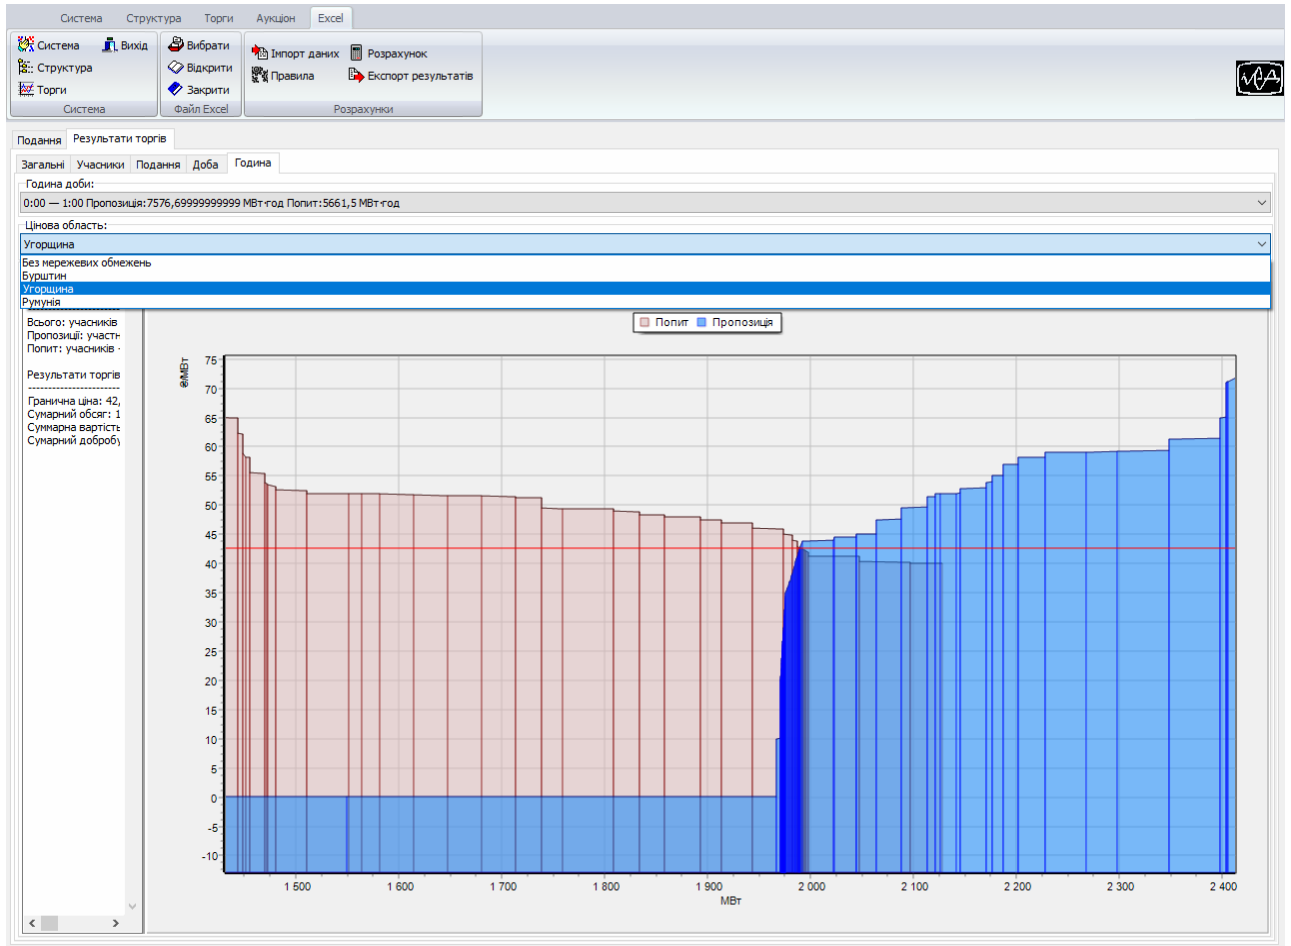 Система Структура Торги Аукціон Excel
Система Вихід Вибрати Імпорт даних Розрахунок
Структура Відкрити Правила Експорт результатів
Торги Закрити
Система Файл Excel Розрахунки
Подання Результати торгів
Загальні Учасники Подання Доба Година
Година доби:
0:00 — 1:00 Пропозиція:7576,69999999999 МВт·год Попит:5661,5 МВт·год
Цінова область:
Угорщина
Без мережевих обмежень
Бурштин
Угорщина
Румунія
Всього: учасників
Пропозиції: участн
Попит: учасників -
Результати торгів
Гранична ціна: 42,
Сумарний обсяг: 1
Суммарна вартість
Сумарний добробу
Попит Пропозиція
₴/МВт
75
70
65
60
55
50
45
40
35
30
25
20
15
10
5
0
-5
-10
1 500 1 600 1 700 1 800 1 900 2 000 2 100 2 200 2 300 2 400
МВт